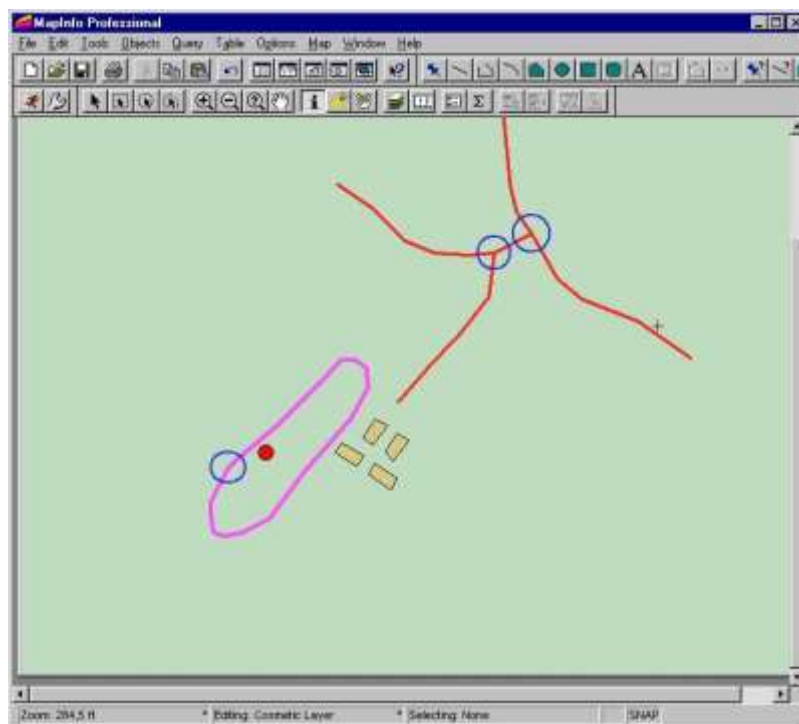 MapInfo Professional
File Edit Tools Objects Query Table Options Map Window Help
A Σ
Zoom: 284,5 ft * Editing: Cosmetic Layer * Selecting: None SNAP